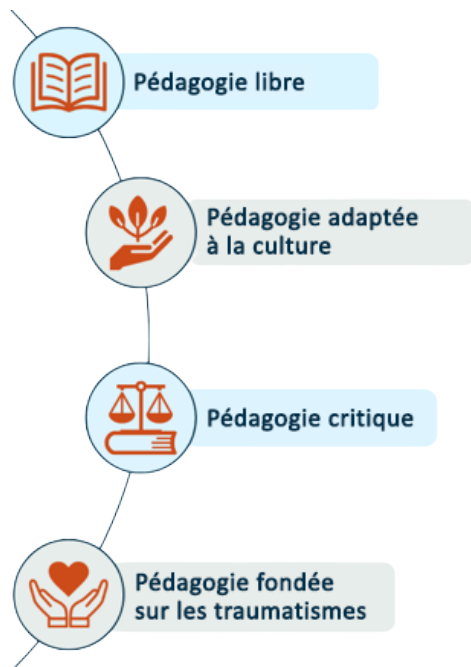 Pédagogie libre
Pédagogie adaptée
à la culture
Pédagogie critique
Pédagogie fondée
sur les traumatismes